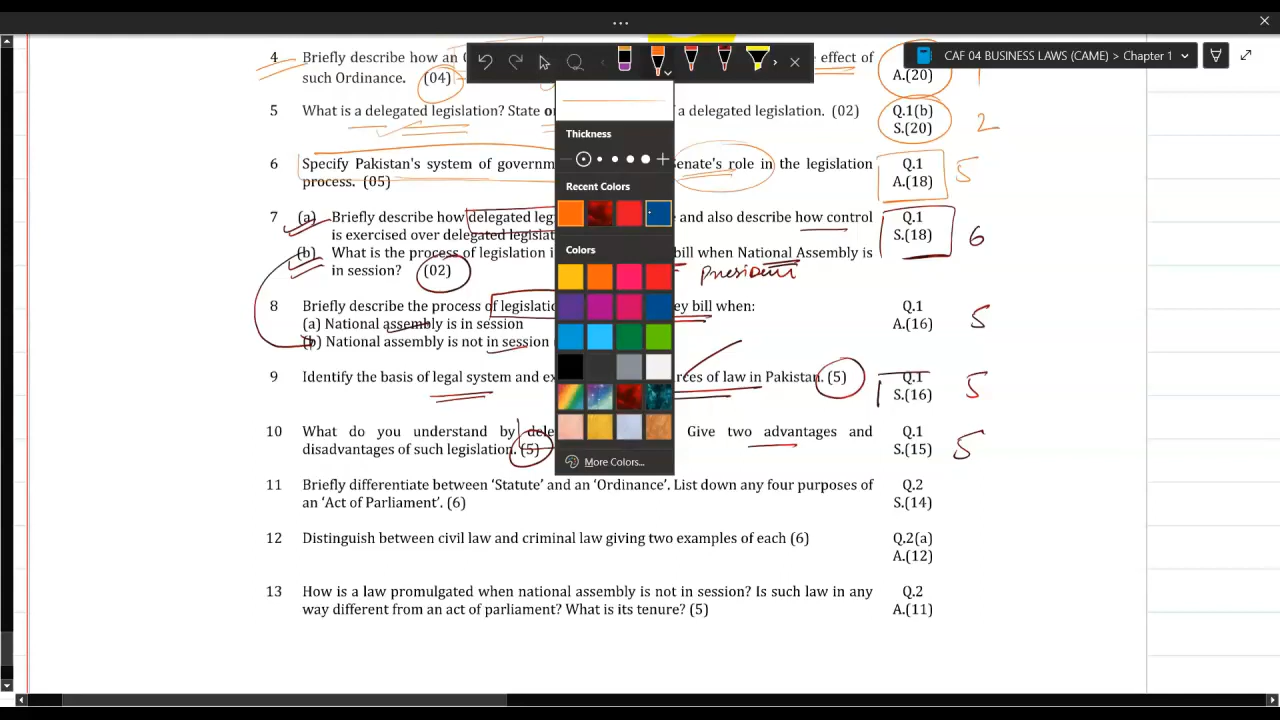 CAF 04 BUSINESS LAWS (CAME) > Chapter 1
4 Briefly describe how an effect of
such Ordinance. (04) A.(20)
5 What is a delegated legislation? State a delegated legislation. (02) Q.1(b)
S.(20) 2
6 Specify Pakistan's system of Senate's role in the legislation Q.1
process. (05) A.(18) 5
7 (a) Briefly describe how delegated and also describe how control Q.1
is exercised over delegated S.(18) 6
(b) What is the process of legislation bill when National Assembly is
in session? (02) President
8 Briefly describe the process of bill when: Q.1
(a) National assembly is in session A.(16) 5
(b) National assembly is not in session
9 Identify the basis of legal system and of law in Pakistan. (5) Q.1
S.(16) 5
10 What do you understand by Give two advantages and Q.1
disadvantages of such legislation. (5) S.(15) 5
11 Briefly differentiate between ‘Statute’ and an ‘Ordinance’. List down any four purposes of Q.2
an ‘Act of Parliament’. (6) S.(14)
12 Distinguish between civil law and criminal law giving two examples of each (6) Q.2(a)
A.(12)
13 How is a law promulgated when national assembly is not in session? Is such law in any Q.2
way different from an act of parliament? What is its tenure? (5) A.(11)
Thickness
Recent Colors
Colors
More Colors...